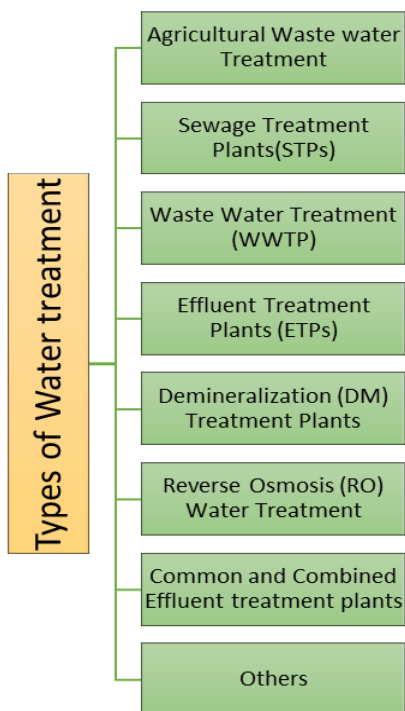 Types of Water treatment
Agricultural Waste water
Treatment
Sewage Treatment
Plants(STPs)
Waste Water Treatment
(WWTP)
Effluent Treatment
Plants (ETPs)
Demineralization (DM)
Treatment Plants
Reverse Osmosis (RO)
Water Treatment
Common and Combined
Effluent treatment plants
Others